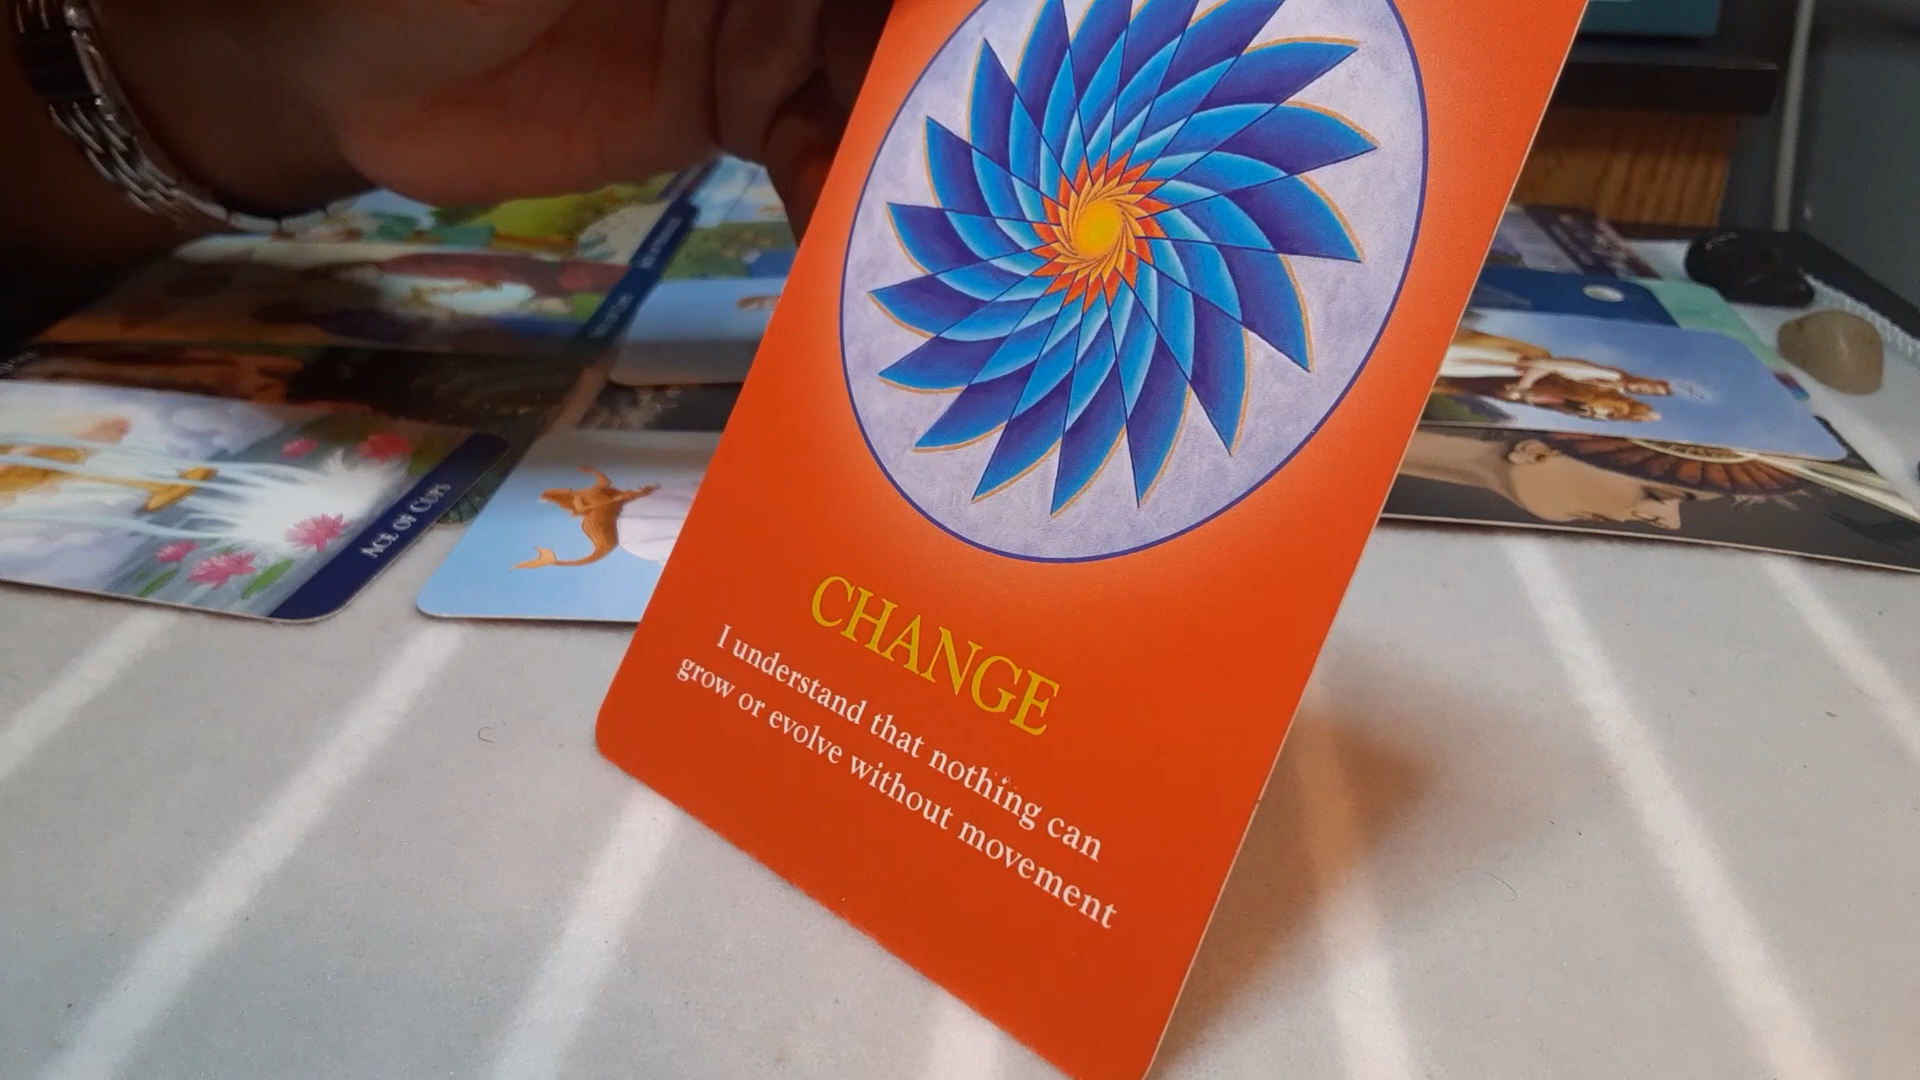 CHANGE
I understand that nothing can
grow or evolve without movement
ACE OF CUPS